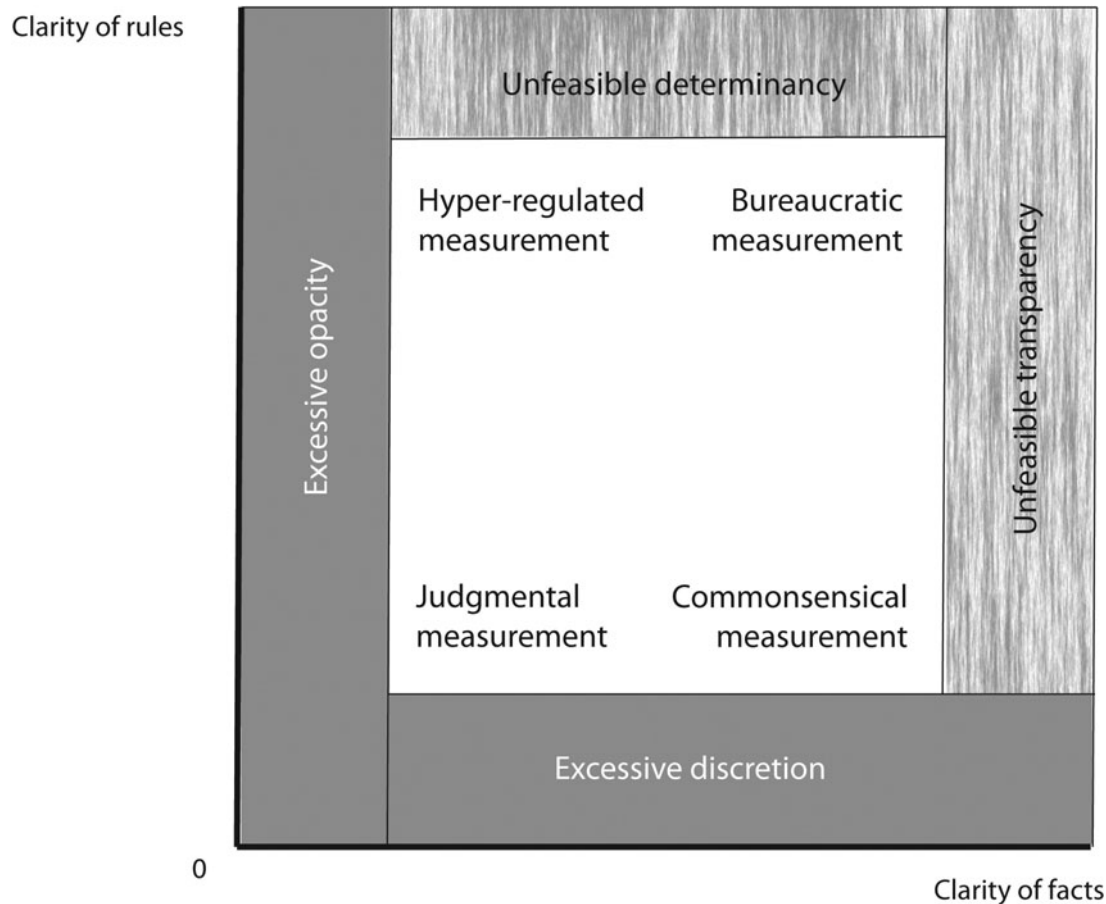 Clarity of rules
Unfeasible determinancy
Hyper-regulated
measurement
Bureaucratic
measurement
Excessive opacity
Unfeasible transparency
Judgmental
measurement
Commonsensical
measurement
Excessive discretion
0
Clarity of facts